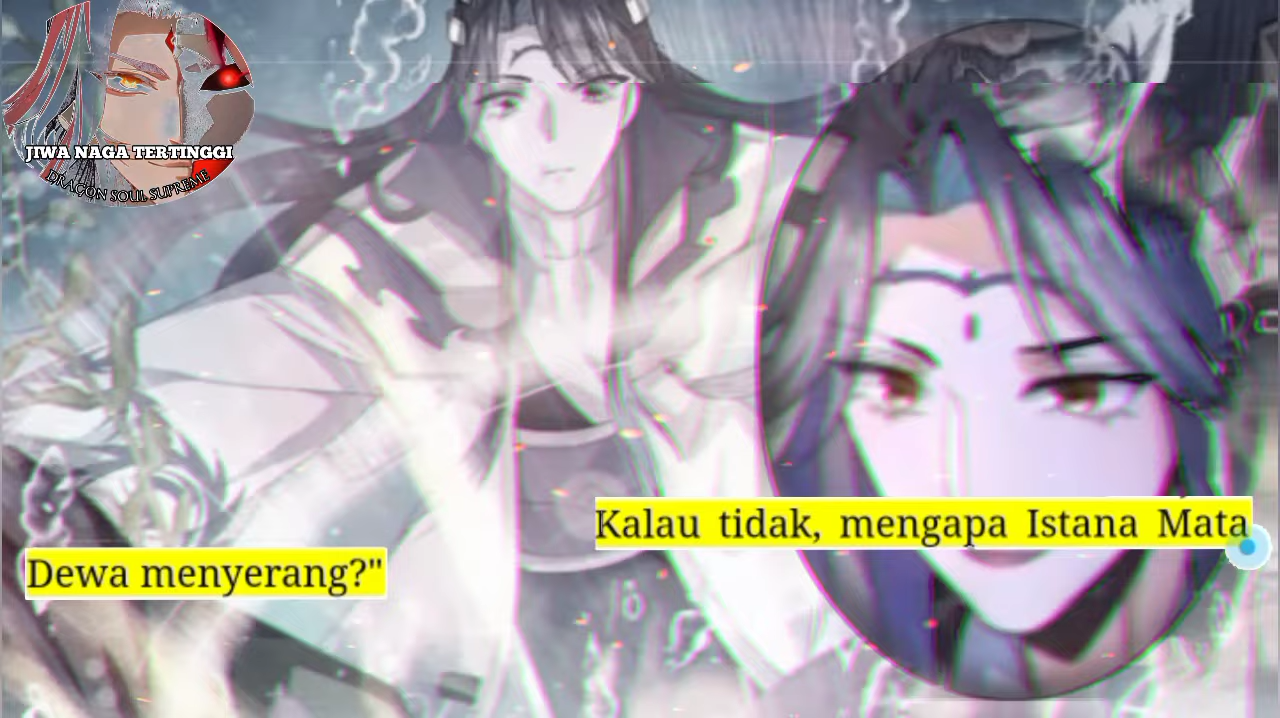 JIWA NAGA TERTINGGI
DRAGON SOUL SUPREME
Kalau tidak, mengapa Istana Mata
Dewa menyerang?"